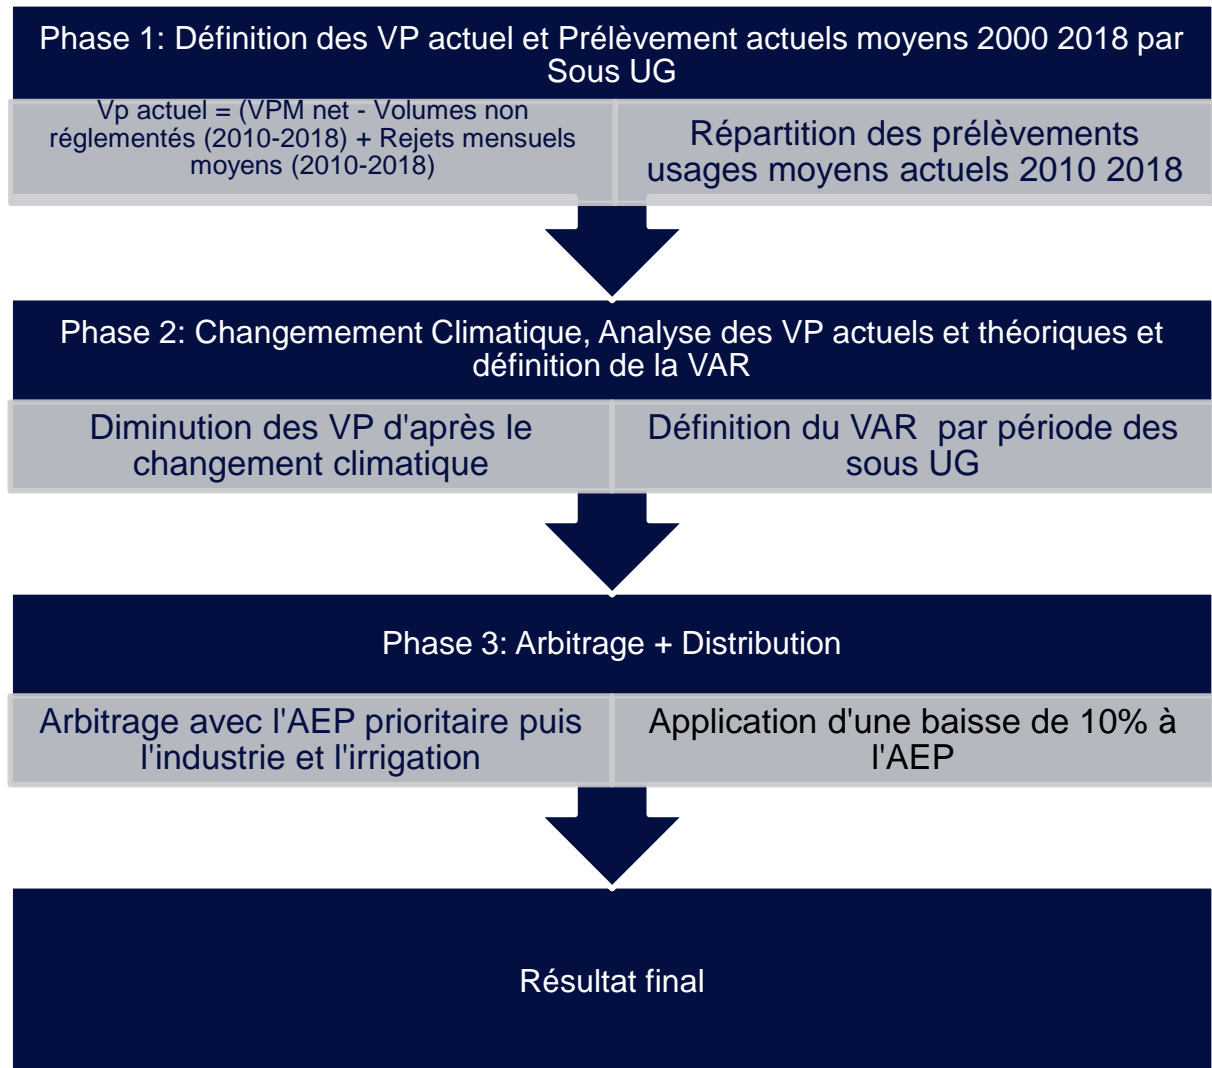 Phase 1: Définition des VP actuel et Prélèvement actuels moyens 2000 2018 par
Sous UG
Vp actuel = (VPM net - Volumes non
réglementés (2010-2018) + Rejets mensuels
moyens (2010-2018)
Répartition des prélèvements
usages moyens actuels 2010 2018
Phase 2: Changemement Climatique, Analyse des VP actuels et théoriques et
définition de la VAR
Diminution des VP d'après le
changement climatique
Définition du VAR par période des
sous UG
Phase 3: Arbitrage + Distribution
Arbitrage avec l'AEP prioritaire puis
l'industrie et l'irrigation
Application d'une baisse de 10% à
l'AEP
Résultat final